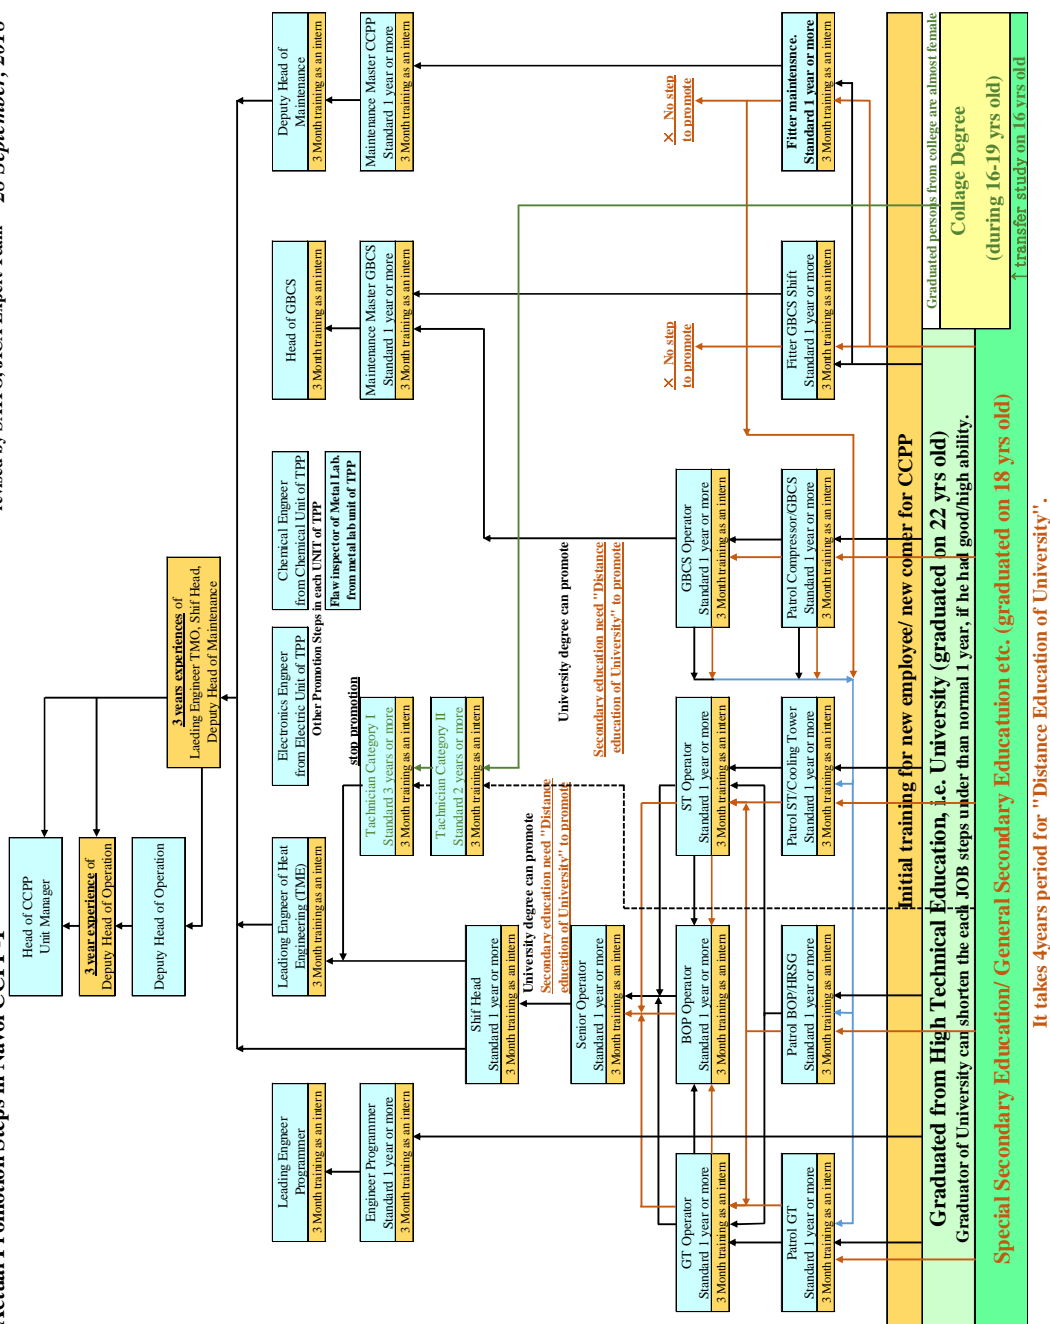 Actual Promotion Steps in Navoi CCPP -1
revised by SAITO, JICA Expert Team 28 September, 2016
Head of CCPP
Unit Manager
3 year experience of
Deputy Head of Operation
Deputy Head of Operation
3 years experiences of
Laeding Engineer TMO, Shif Head,
Deputy Head of Maintenance
Leading Engneer
Programmer
3 Month training as an intern
Leadiong Engineer of Heat
Engineering (TME)
3 Month training as an intern
Electronics Engneer
from Electric Unit of TPP
Chemical Engneer
from Chemical Unit of TPP
Other Promotion Steps in each UNIT of TPP
Flaw inspector of Metal Lab.
from metal lab unit of TPP
Head of GBCS
3 Month training as an intern
Deputy Head of
Maintenance
3 Month training as an intern
Engineer Programmer
Standard 1 year or more
3 Month training as an intern
stop promotion
Tachnician Category I
Standard 3 years or more
3 Month training as an intern
Maintenance Master GBCS
Standard 1 year or more
3 Month training as an intern
Maintenance Master CCPP
Standard 1 year or more
3 Month training as an intern
Tachnician Category II
Standard 2 years or more
3 Month training as an intern
Shif Head
Standard 1 year or more
3 Month training as an intern
University degree can promote
Secondary education need "Distance
education of University" to promote
Senior Operator
Standard 1 year or more
3 Month training as an intern
University degree can promote
Secondary education need "Distance
education of University" to promote
× No step
to promote
× No step
to promote
GT Operator
Standard 1 year or more
3 Month training as an intern
BOP Operator
Standard 1 year or more
3 Month training as an intern
ST Operator
Standard 1 year or more
3 Month training as an intern
GBCS Operator
Standard 1 year or more
3 Month training as an intern
Patrol GT
Standard 1 year or more
3 Month training as an intern
Patrol BOP/HRSG
Standard 1 year or more
3 Month training as an intern
Patrol ST/Cooling Tower
Standard 1 year or more
3 Month training as an intern
Patrol Compressor/GBCS
Standard 1 year or more
3 Month training as an intern
Fitter GBCS Shift
Standard 1 year or more
3 Month training as an intern
Fitter maintensnce.
Standard 1 year or more
3 Month training as an intern
Initial training for new employee/ new comer for CCPP
Graduated from High Technical Education, i.e. University (graduated on 22 yrs old)
Graduator of University can shorten the each JOB steps under than normal 1 year, if he had good/high ability.
Graduated persons from college are almost female
Collage Degree
(during 16-19 yrs old)
Special Secondary Education/ General Secondary Educatuion etc. (graduated on 18 yrs old)
↑ transfer study on 16 yrs old
It takes 4years period for "Distance Education of University".